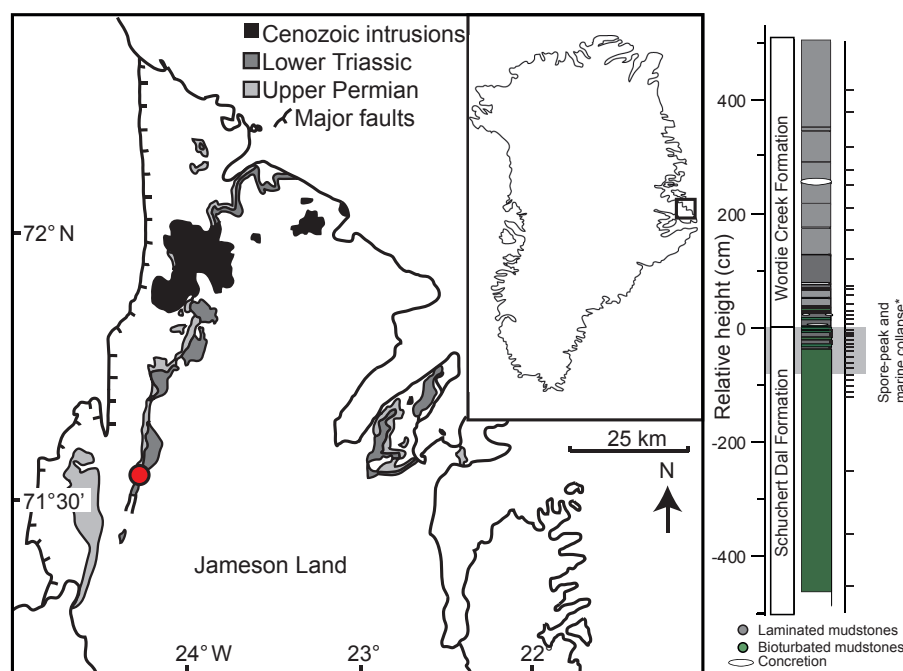 Cenozoic intrusions
Lower Triassic
Upper Permian
Major faults
72° N
71°30’
24° W
23°
22°
25 km
N
Jameson Land
Relative height (cm)
400
200
0
-200
-400
Wordie Creek Formation
Schuchert Dal Formation
Spore-peak and
marine collapse*
Laminated mudstones
Bioturbated mudstones
Concretion